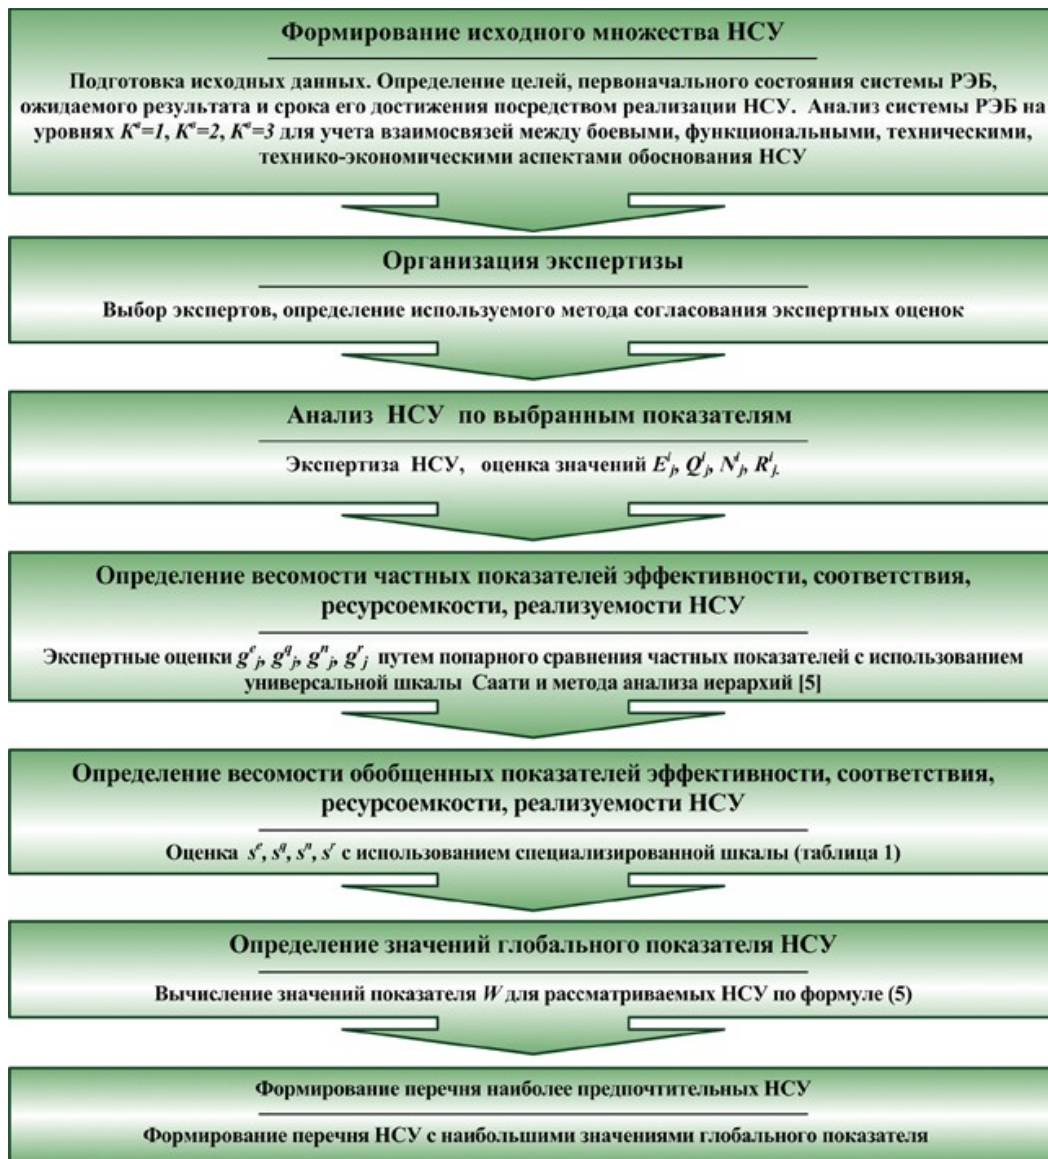 Формирование исходного множества НСУ
Подготовка исходных данных. Определение целей,
первоначального состояния системы РЭБ,
ожидаемого результата и срока его достижения посредством реализации НСУ. Анализ системы РЭБ на
уровнях Kᵉ=1, Kᵉ=2, Kᵉ=3 для учета взаимосвязей между боевыми, функциональными, техническими,
технико-экономическими аспектами обоснования НСУ
Организация экспертизы
Выбор экспертов, определение используемого метода согласования экспертных оценок
Анализ НСУ по выбранным показателям
Экспертиза НСУ, оценка значений Eⁱⱼ, Qⁱⱼ, Nⁱⱼ, Rⁱⱼ.
Определение весомости частных показателей эффективности, соответствия,
ресурсоемкости, реализуемости НСУ
Экспертные оценки gᵉⱼ, g^qⱼ, gⁿⱼ, gʳⱼ путем попарного сравнения частных показателей с использованием
универсальной шкалы Саати и метода анализа иерархий [5]
Определение весомости обобщенных показателей эффективности, соответствия,
ресурсоемкости, реализуемости НСУ
Оценка sᵉ, s^q, sⁿ, sʳ с использованием специализированной шкалы (таблица 1)
Определение значений глобального показателя НСУ
Вычисление значений показателя W для рассматриваемых НСУ по формуле (5)
Формирование перечня наиболее предпочтительных НСУ
Формирование перечня НСУ с наибольшими значениями глобального показателя